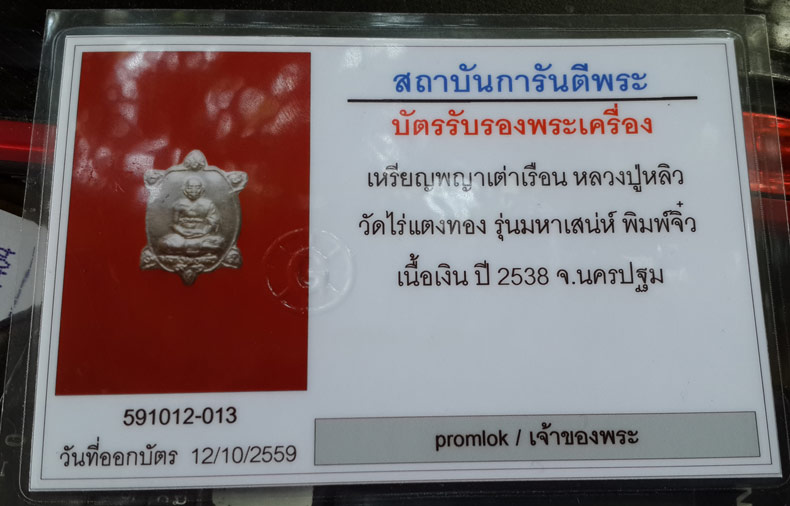 สถาบันการันตีพระ
บัตรรับรองพระเครื่อง
เหรียญพญาเต่าเรือน หลวงปู่หลิว
วัดไร่แตงทอง รุ่นมหาเสน่ห์ พิมพ์จิ๋ว
เนื้อเงิน ปี 2538 จ.นครปฐม
591012-013
วันที่ออกบัตร 12/10/2559
promlok / เจ้าของพระ